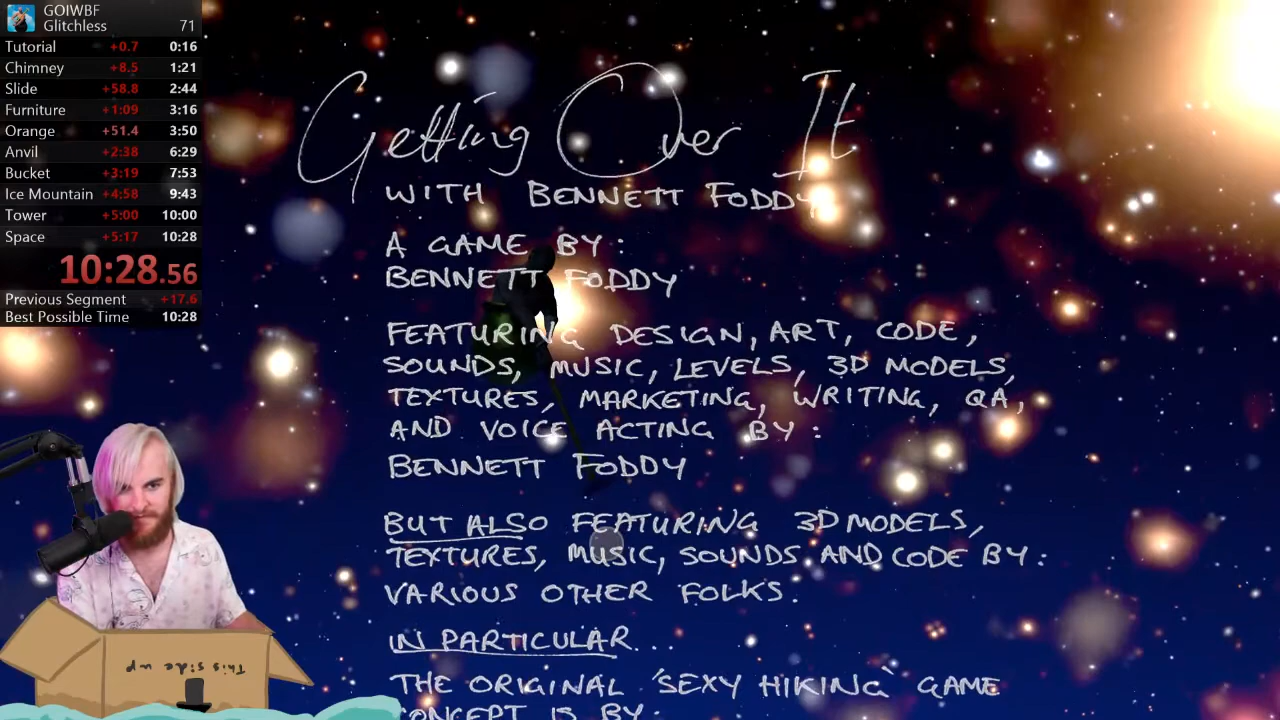 GOIWBF
Glitchless 71
Tutorial +0.7 0:16
Chimney +8.5 1:21
Slide +58.8 2:44
Furniture +1:09 3:16
Orange +51.4 3:50
Anvil +2:38 6:29
Bucket +3:19 7:53
Ice Mountain +4:58 9:43
Tower +5:00 10:00
Space +5:17 10:28
10:28.56
Previous Segment +17.6
Best Possible Time 10:28
Getting Over It
WITH BENNETT FODDY
A GAME BY:
BENNETT FODDY
FEATURING DESIGN, ART, CODE,
SOUNDS, MUSIC, LEVELS, 3D MODELS,
TEXTURES, MARKETING, WRITING, QA,
AND VOICE ACTING BY:
BENNETT FODDY
BUT ALSO FEATURING 3D MODELS,
TEXTURES, MUSIC, SOUNDS AND CODE BY:
VARIOUS OTHER FOLKS.
IN PARTICULAR...
THE ORIGINAL 'SEXY HIKING' GAME
CONCEPT IS BY:
This side up